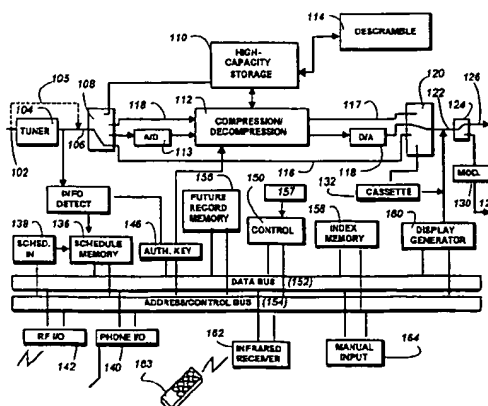 114
110
DESCRAMBLE
HIGH-CAPACITY STORAGE
105
104
108
120
126
TUNER
118
112
117
122
124
COMPRESSION/DECOMPRESSION
102
106
A/D
113
D/A
118
116
132
MOD.
130
INFO DETECT
FUTURE RECORD MEMORY
150
157
CASSETTE
138
136
146
CONTROL
INDEX MEMORY
160
DISPLAY GENERATOR
SCHED. IN
SCHEDULE MEMORY
AUTH. KEY
DATA BUS (152)
ADDRESS/CONTROL BUS (154)
RF I/O
142
PHONE I/O
140
162
INFRARED RECEIVER
163
MANUAL INPUT
164